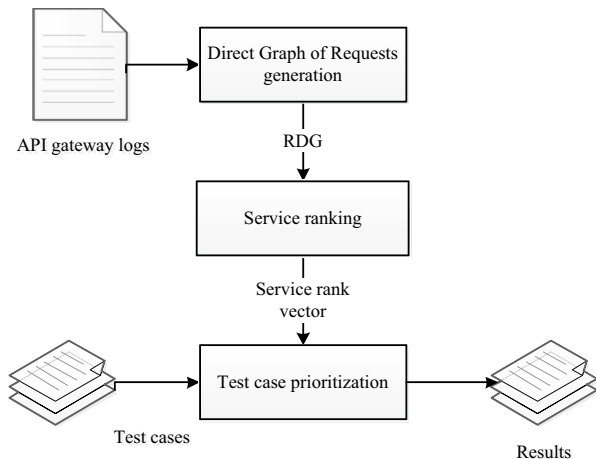 Direct Graph of Requests
generation
API gateway logs
RDG
Service ranking
Service rank
vector
Test case prioritization
Test cases
Results